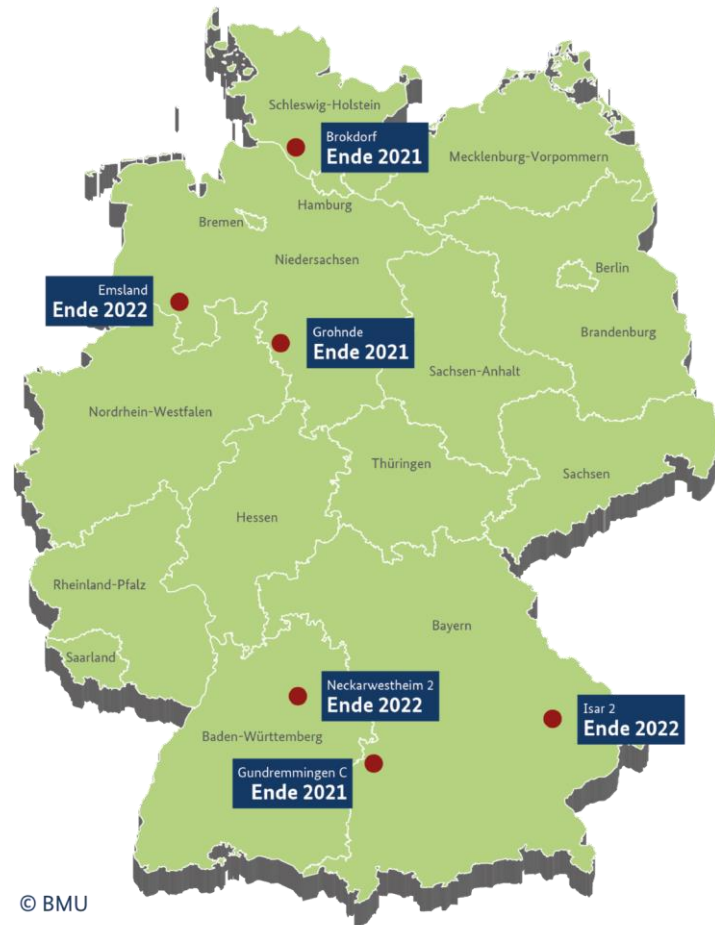 Schleswig-Holstein
Brokdorf
Ende 2021
Mecklenburg-Vorpommern
Hamburg
Bremen
Niedersachsen
Berlin
Emsland
Ende 2022
Brandenburg
Grohnde
Ende 2021
Sachsen-Anhalt
Nordrhein-Westfalen
Thüringen
Sachsen
Hessen
Rheinland-Pfalz
Bayern
Saarland
Neckarwestheim 2
Ende 2022
Isar 2
Ende 2022
Baden-Württemberg
Gundremmingen C
Ende 2021
© BMU